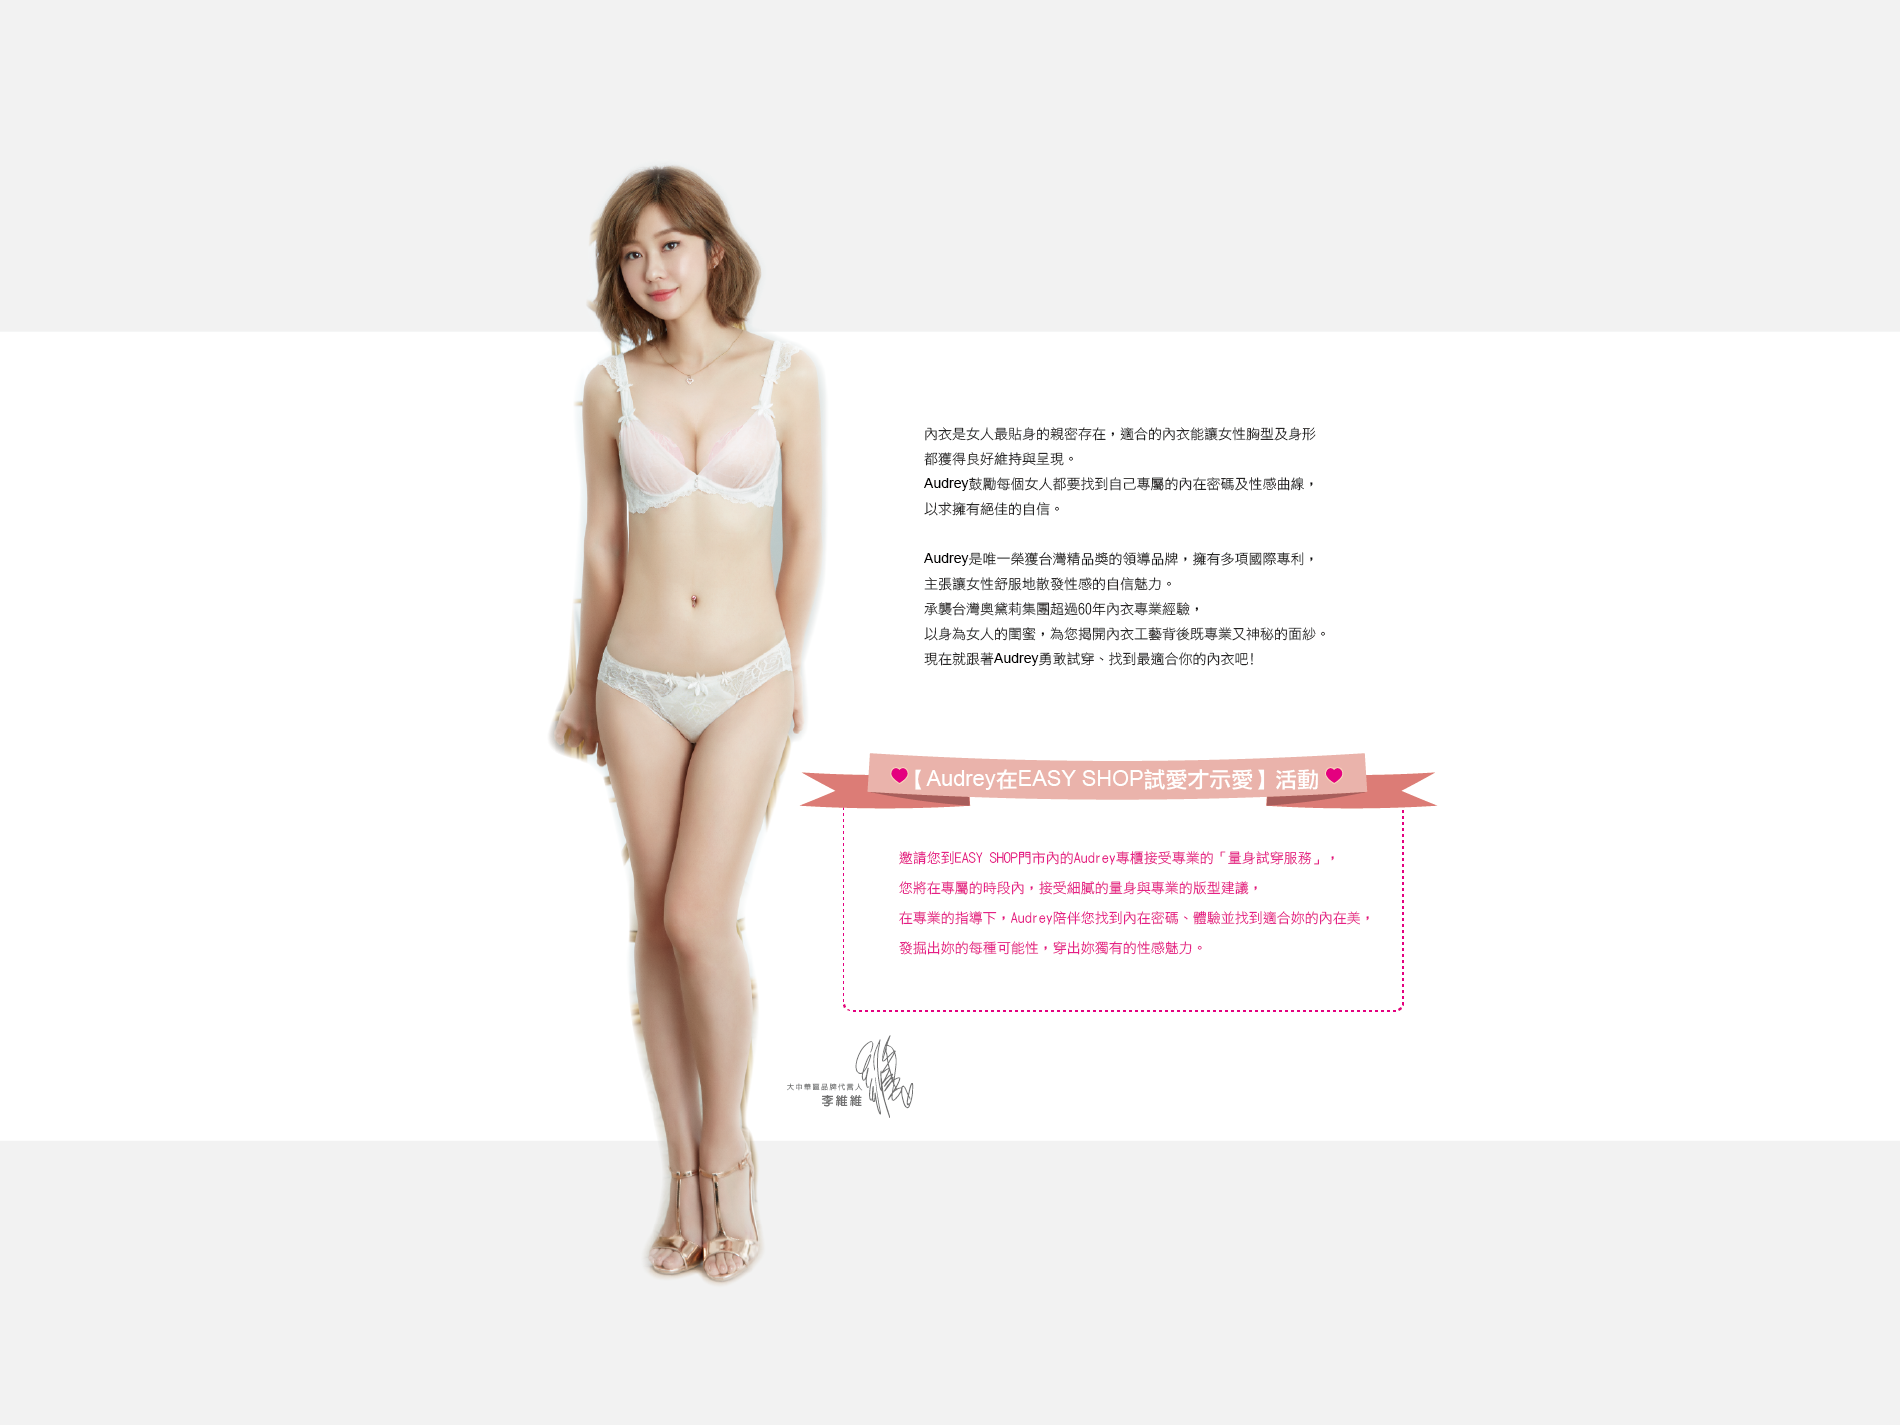 內衣是女人最貼身的親密存在，適合的內衣能讓女性胸型及身形
都獲得良好維持與呈現。
Audrey鼓勵每個女人都要找到自己專屬的內在密碼及性感曲線，
以求擁有絕佳的自信。
Audrey是唯一榮獲台灣精品獎的領導品牌，擁有多項國際專利，
主張讓女性舒服地散發性感的自信魅力。
承襲台灣奧黛莉集團超過60年內衣專業經驗，
以身為女人的閨蜜，為您揭開內衣工藝背後既專業又神秘的面紗。
現在就跟著Audrey勇敢試穿、找到最適合你的內衣吧！
【Audrey在EASY SHOP試愛才示愛】活動
邀請您到EASY SHOP門市內的Audrey專櫃接受專業的「量身試穿服務」，
您將在專屬的時段內，接受細膩的量身與專業的版型建議，
在專業的指導下，Audrey陪伴您找到內在密碼、體驗並找到適合妳的內在美，
發掘出妳的每種可能性，穿出妳獨有的性感魅力。
大中華區品牌代言人
李維維